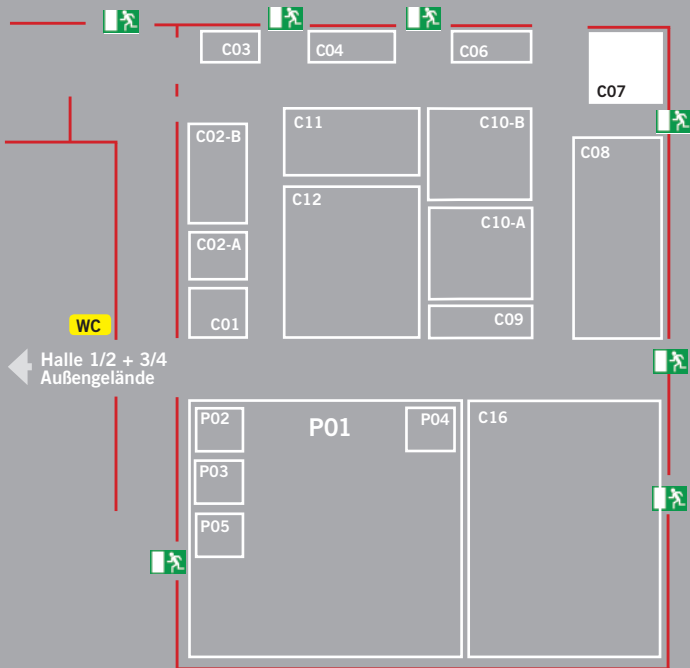 C03
C04
C06
C07
C02-B
C11
C10-B
C08
C12
C02-A
C10-A
C01
C09
WC
Halle 1/2 + 3/4
Außengelände
P02
P01
P04
C16
P03
P05